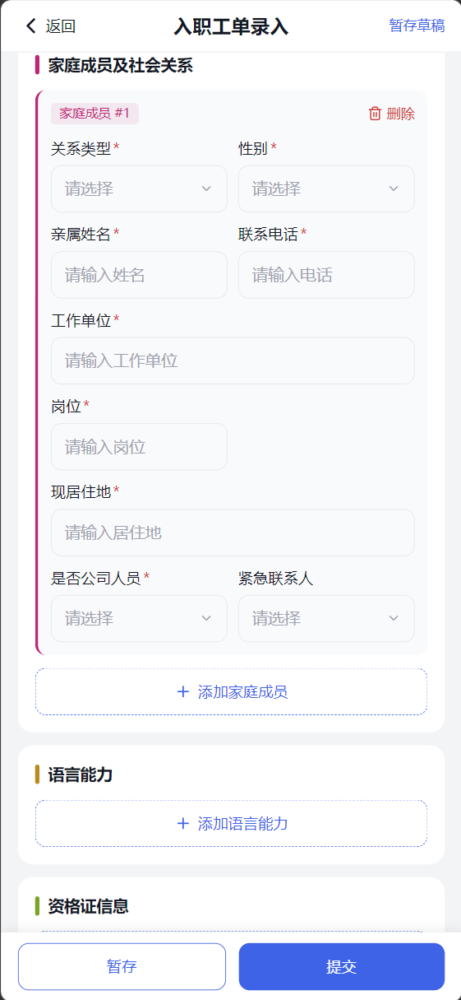 返回 入职工单录入 暂存草稿
家庭成员及社会关系
家庭成员 #1 删除
关系类型* 性别*
请选择 请选择
亲属姓名* 联系电话*
请输入姓名 请输入电话
工作单位*
请输入工作单位
岗位*
请输入岗位
现居住地*
请输入居住地
是否公司人员* 紧急联系人
请选择 请选择
+ 添加家庭成员
语言能力
+ 添加语言能力
资格证信息
暂存 提交